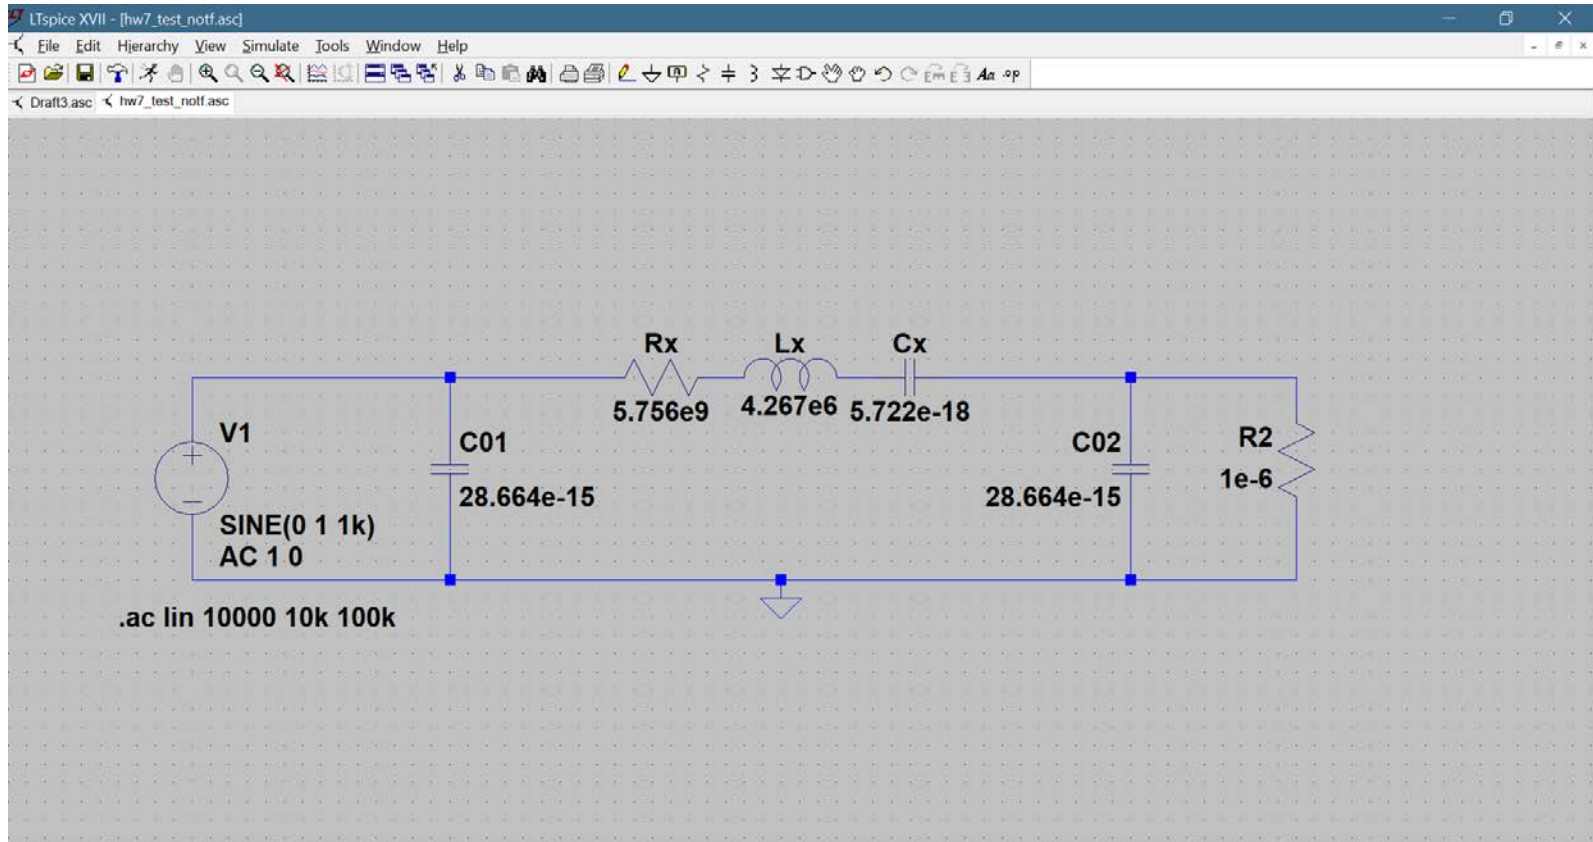 LTspice XVII - [hw7_test_notf.asc]
File Edit Hierarchy View Simulate Tools Window Help
Aa .op
Draft3.asc hw7_test_notf.asc
Rx Lx Cx
5.756e9 4.267e6 5.722e-18
V1 C01 C02 R2
28.664e-15 28.664e-15 1e-6
SINE(0 1 1k)
AC 1 0
.ac lin 10000 10k 100k